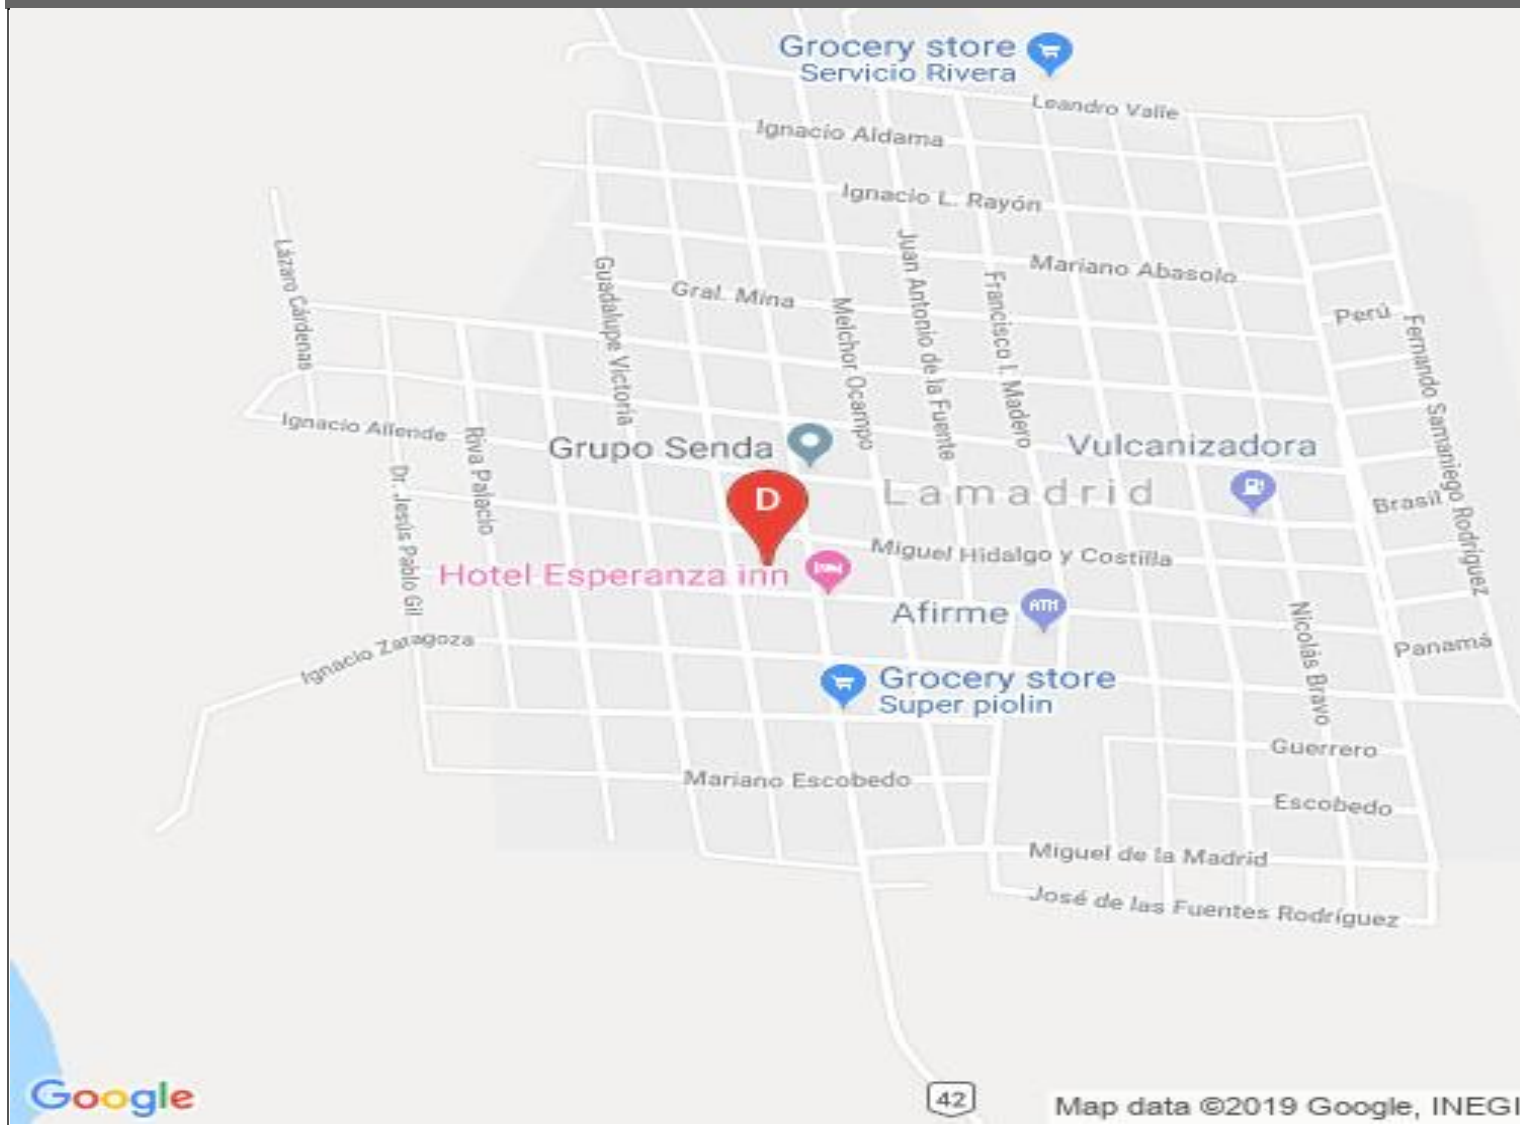 Grocery store
Servicio Rivera
Leandro Valle
Ignacio Aldama
Ignacio L. Rayón
Mariano Abasolo
Gral. Mina
Perú
Lázaro Cárdenas
Guadalupe Victoria
Melchor Ocampo
Juan Antonio de la Fuente
Francisco I. Madero
Fernando Samaniego Rodríguez
Ignacio Allende
Riva Palacio
Grupo Senda
Vulcanizadora
Lamadrid
Brasil
D
Dr. Jesús Pablo Gil
Miguel Hidalgo y Costilla
Hotel Esperanza inn
Afirme
ATM
Ignacio Zaragoza
Nicolás Bravo
Panamá
Grocery store
Super piolin
Guerrero
Mariano Escobedo
Escobedo
Miguel de la Madrid
José de las Fuentes Rodríguez
Google
42
Map data ©2019 Google, INEGI